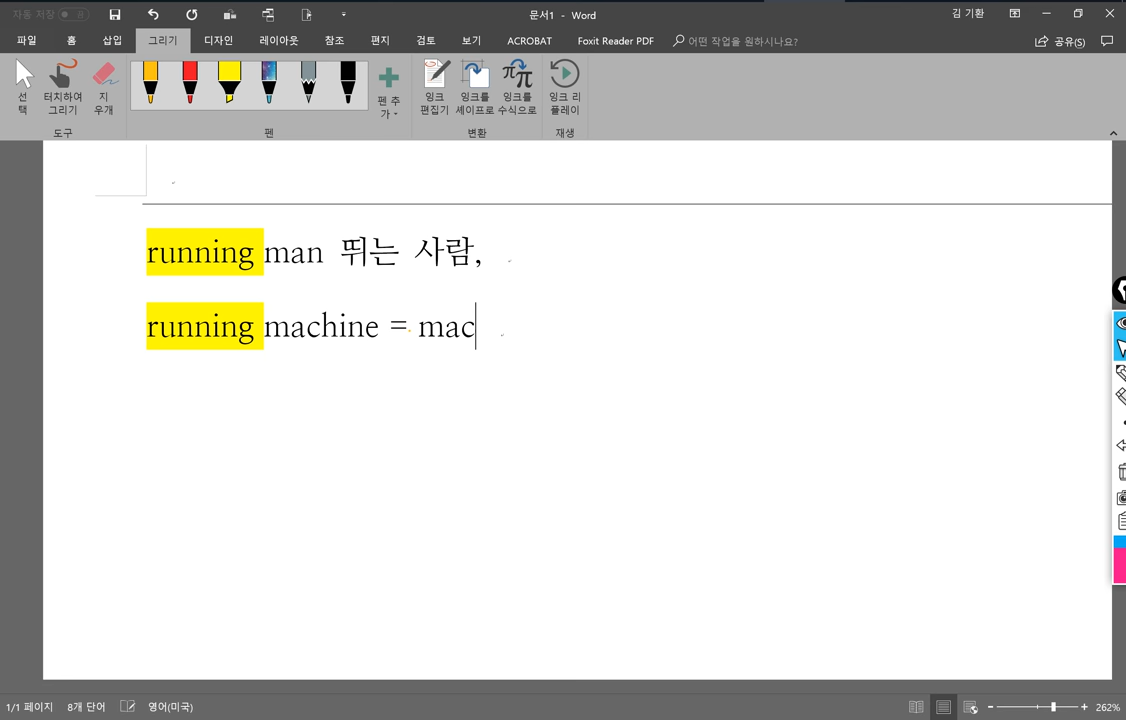 자동 저장 문서1 - Word 김 기환
파일 홈 삽입 그리기 디자인 레이아웃 참조 편지 검토 보기 ACROBAT Foxit Reader PDF 어떤 작업을 원하시나요? 공유(S)
선택
터치하여 그리기
지우개
펜 추가
잉크 편집기
잉크를 셰이프로
잉크를 수식으로
잉크 리플레이
도구 펜 변환 재생
running man 뛰는 사람,
running machine = mac
1/1 페이지 8개 단어 영어(미국) 262%